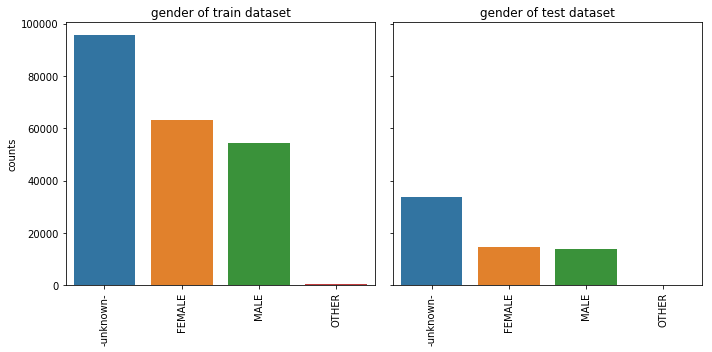 gender of train dataset
gender of test dataset
100000
80000
60000
40000
20000
0
counts
-unknown-
FEMALE
MALE
OTHER
-unknown-
FEMALE
MALE
OTHER